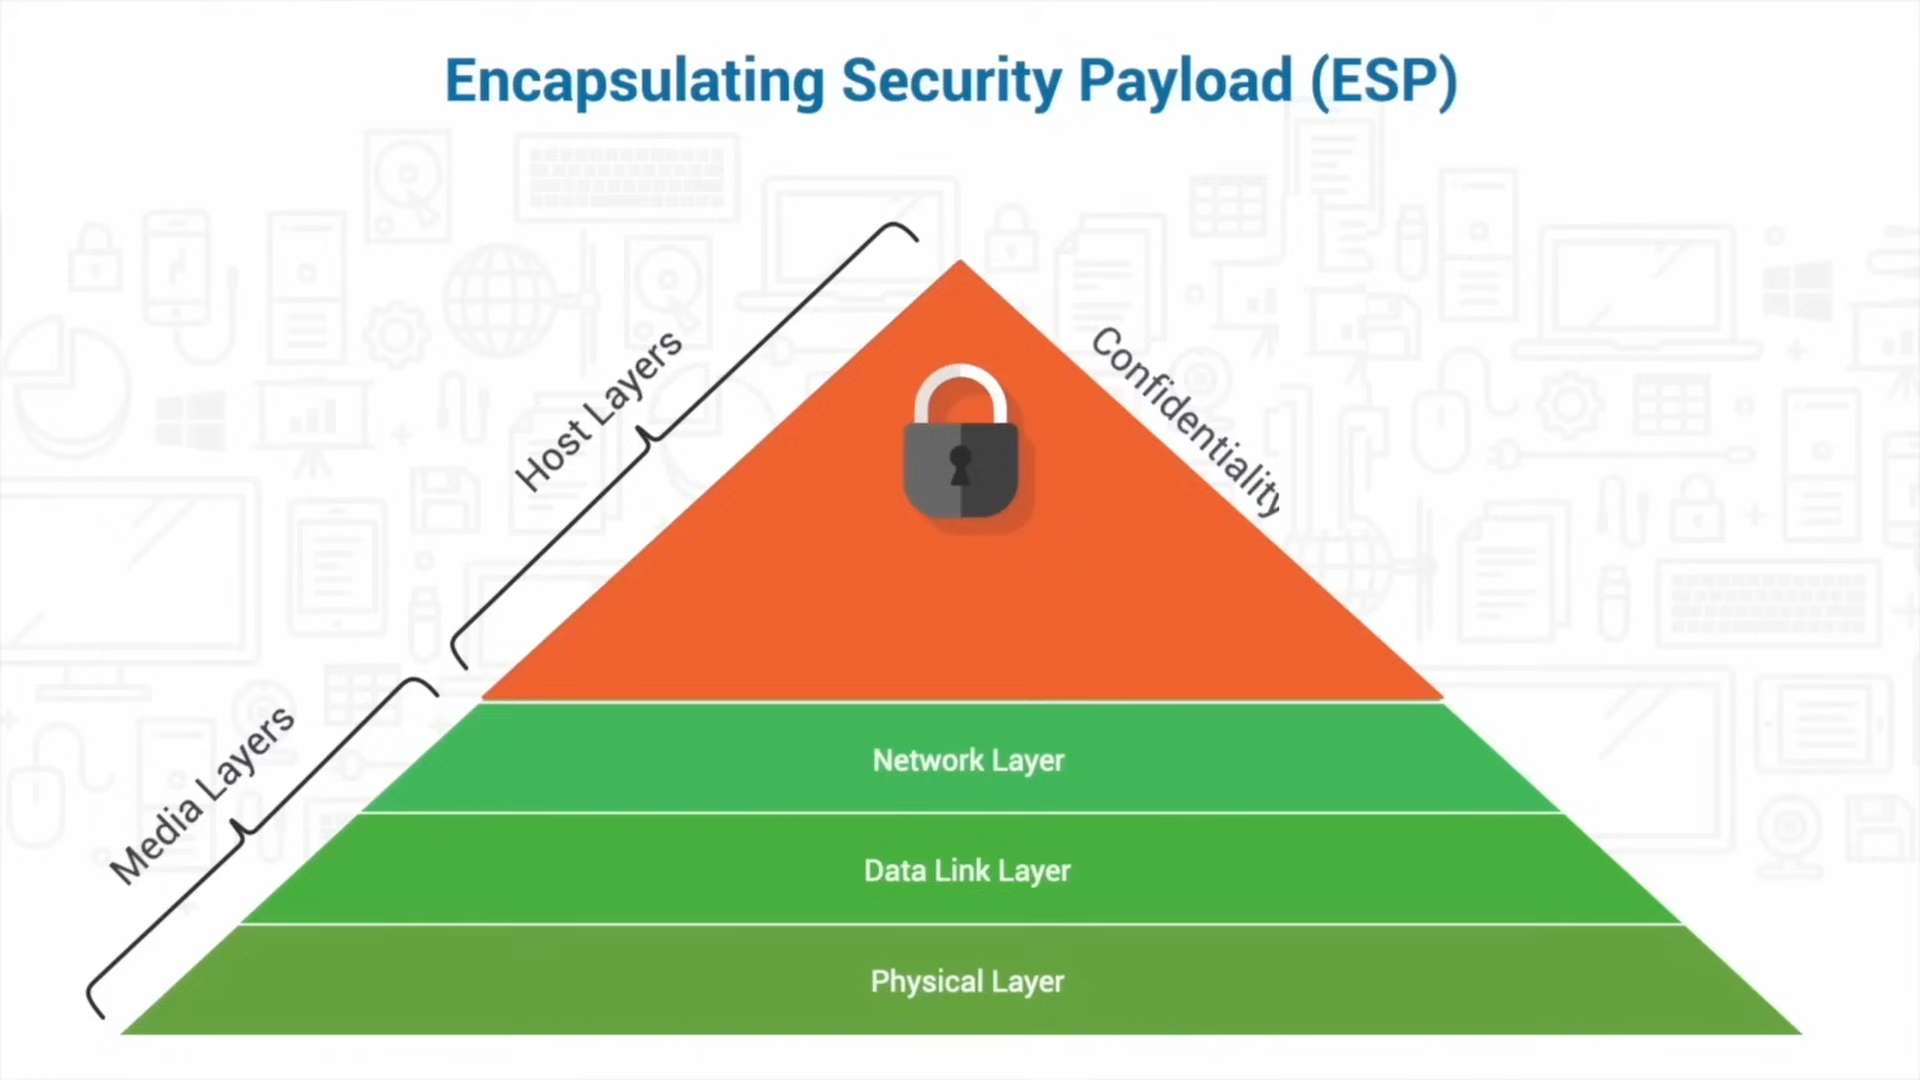 Encapsulating Security Payload (ESP)
Host Layers
Confidentiality
Media Layers
Network Layer
Data Link Layer
Physical Layer